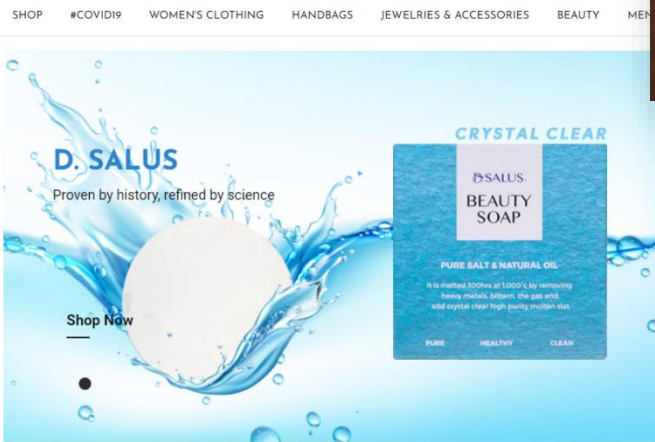 SHOP #COVID19 WOMEN'S CLOTHING HANDBAGS JEWELRIES & ACCESSORIES BEAUTY MEN
CRYSTAL CLEAR
D. SALUS
Proven by history, refined by science
D.SALUS
BEAUTY
SOAP
PURE SALT & NATURAL OIL
It is melted 300hrs at 1,000°c by removing
heavy metals, bittern, the gas and,
add crystal clear high purity molten slat
PURE HEALTHY CLEAN
Shop Now